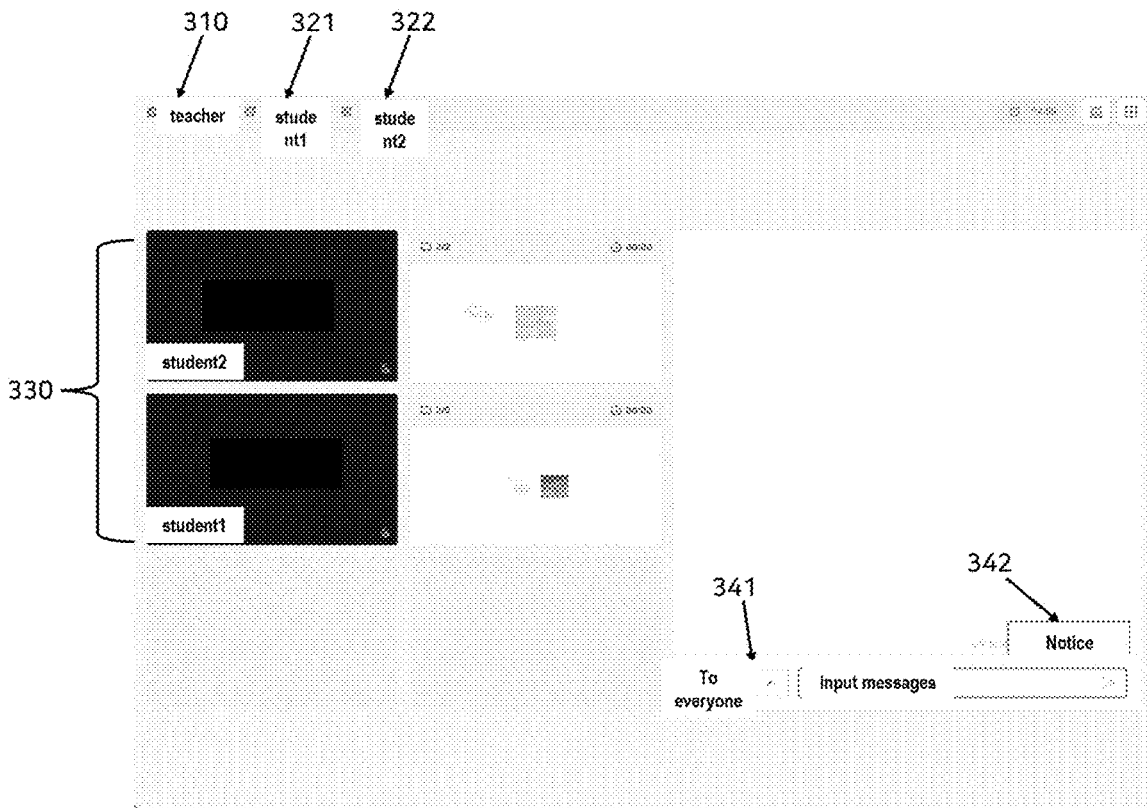 310 321 322
teacher stude stude
nt1 nt2
student2
330
student1
342
341
Notice
To
everyone
input messages